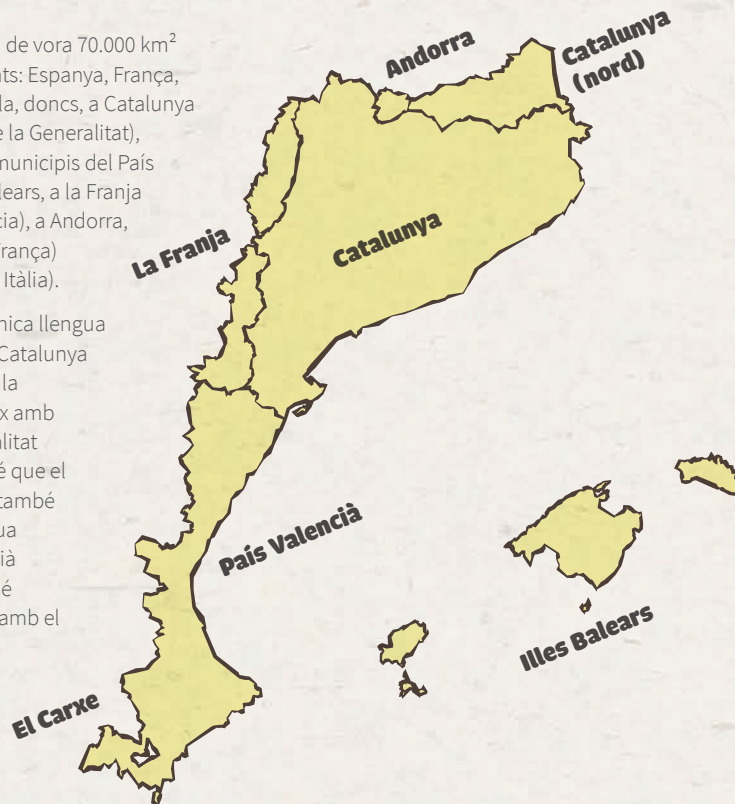 de vora 70.000 km²
ts: Espanya, França,
la, doncs, a Catalunya
e la Generalitat),
municipis del País
lears, a la Franja
cia), a Andorra,
França)
Itàlia).
nica llengua
Catalunya
la
x amb
alitat
é que el
també
ua
ià
é
amb el
Andorra
Catalunya
(nord)
La Franja
Catalunya
País Valencià
Illes Balears
El Carxe